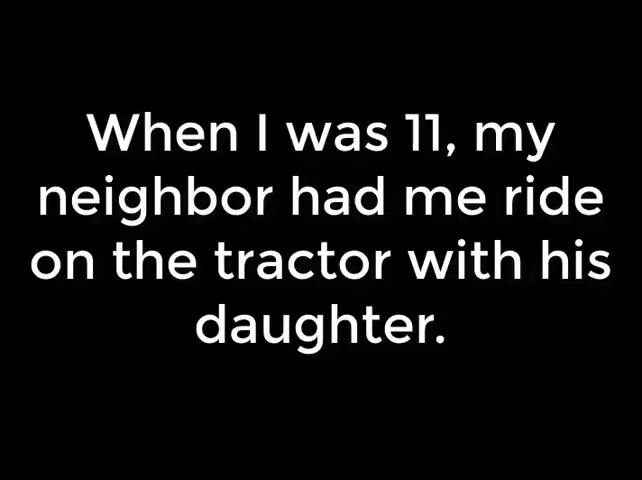 When I was 11, my
neighbor had me ride
on the tractor with his
daughter.